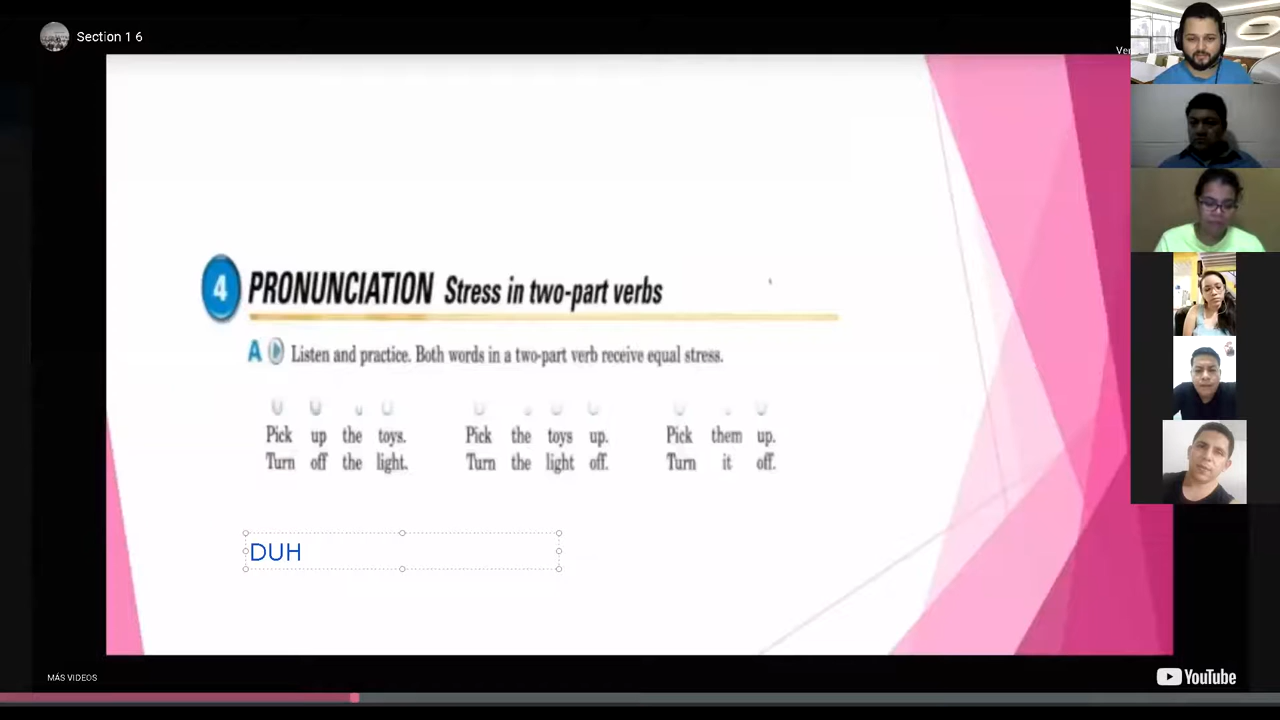 Section 1 6
4 PRONUNCIATION Stress in two-part verbs
A Listen and practice. Both words in a two-part verb receive equal stress.
Pick up the toys. Pick the toys up. Pick them up.
Turn off the light. Turn the light off. Turn it off.
DUH
MÁS VIDEOS
YouTube